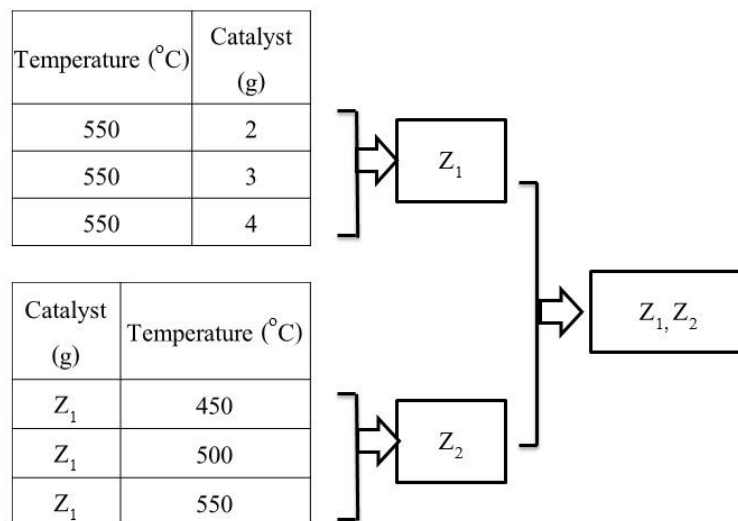 Temperature (°C) Catalyst (g)
550 2
550 3
550 4
Z₁
Catalyst (g) Temperature (°C)
Z₁ 450
Z₁ 500
Z₁ 550
Z₂
Z₁, Z₂